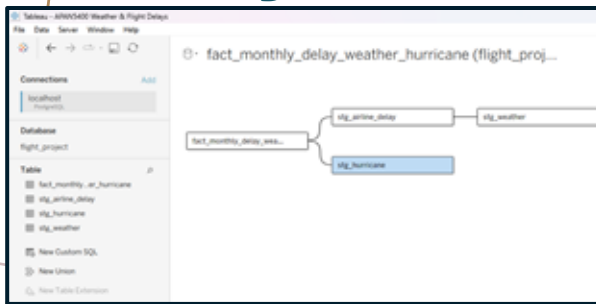 Tableau - APAN5400 Weather & Flight Delays
File Data Server Window Help
fact_monthly_delay_weather_hurricane (flight_proj...
Connections Add
localhost
PostgreSQL
Database
flight_project
Table
fact_monthly...er_hurricane
stg_airline_delay
stg_hurricane
stg_weather
New Custom SQL
New Union
New Table Extension
fact_monthly_delay_wea...
stg_airline_delay
stg_weather
stg_hurricane